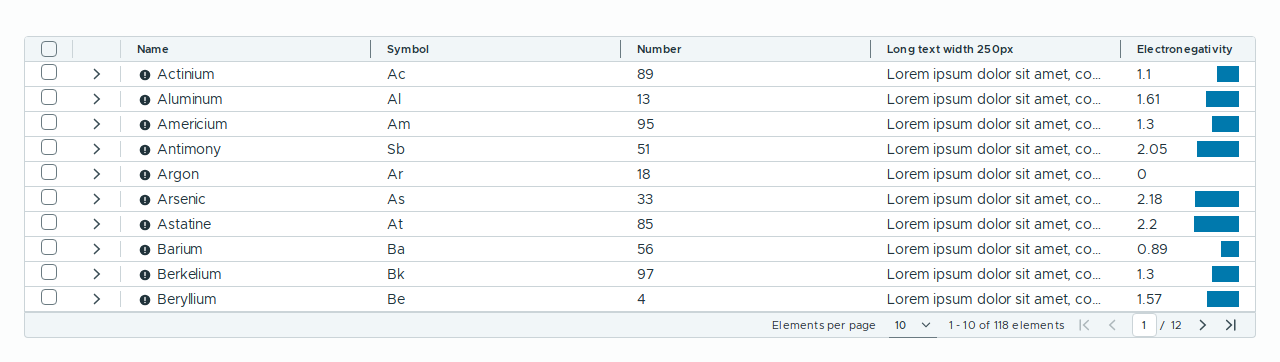 Name Symbol Number Long text width 250px Electronegativity
Actinium Ac 89 Lorem ipsum dolor sit amet, co... 1.1
Aluminum Al 13 Lorem ipsum dolor sit amet, co... 1.61
Americium Am 95 Lorem ipsum dolor sit amet, co... 1.3
Antimony Sb 51 Lorem ipsum dolor sit amet, co... 2.05
Argon Ar 18 Lorem ipsum dolor sit amet, co... 0
Arsenic As 33 Lorem ipsum dolor sit amet, co... 2.18
Astatine At 85 Lorem ipsum dolor sit amet, co... 2.2
Barium Ba 56 Lorem ipsum dolor sit amet, co... 0.89
Berkelium Bk 97 Lorem ipsum dolor sit amet, co... 1.3
Beryllium Be 4 Lorem ipsum dolor sit amet, co... 1.57
Elements per page 10 1 - 10 of 118 elements 1 / 12